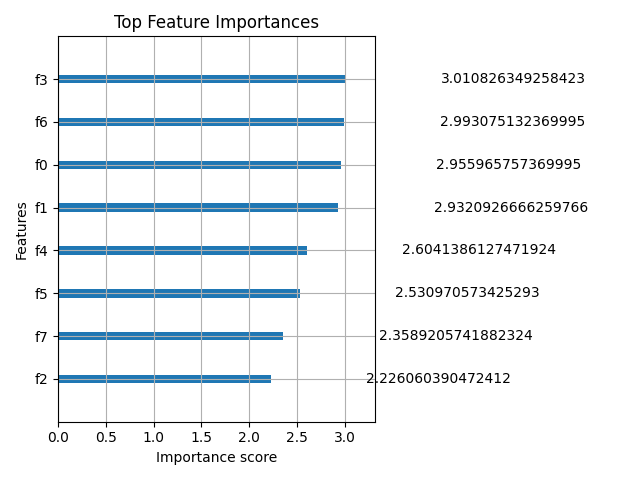 Top Feature Importances
Features
f3 3.010826349258423
f6 2.993075132369995
f0 2.955965757369995
f1 2.9320926666259766
f4 2.6041386127471924
f5 2.530970573425293
f7 2.3589205741882324
f2 2.226060390472412
0.0 0.5 1.0 1.5 2.0 2.5 3.0
Importance score